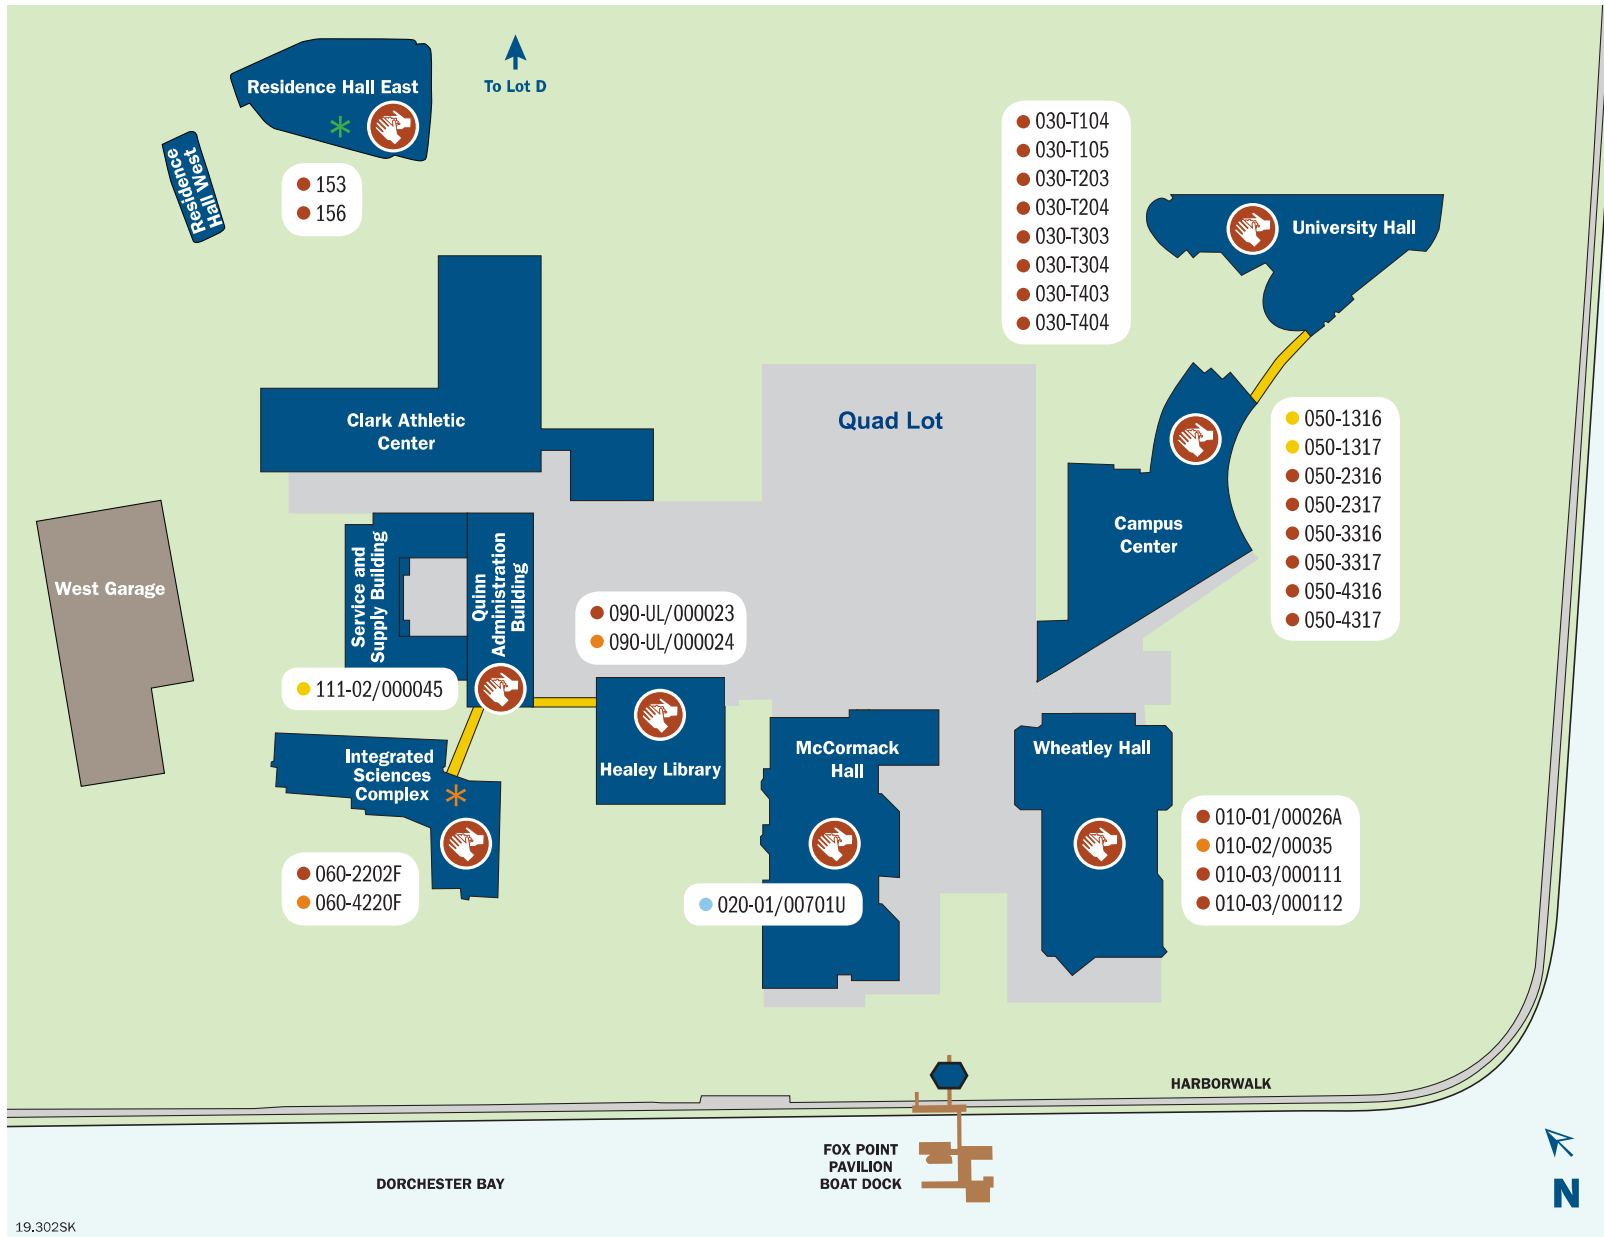 Residence Hall East
To Lot D
Residence
Hall West
153
156
030-T104
030-T105
030-T203
030-T204
030-T303
030-T304
030-T403
030-T404
University Hall
Clark Athletic
Center
Quad Lot
050-1316
050-1317
050-2316
050-2317
050-3316
050-3317
050-4316
050-4317
Campus
Center
West Garage
Service and
Supply Building
Quinn
Administration
Building
090-UL/000023
090-UL/000024
111-02/000045
Integrated
Sciences
Complex
Healey Library
McCormack
Hall
Wheatley Hall
060-2202F
060-4220F
020-01/00701U
010-01/00026A
010-02/00035
010-03/000111
010-03/000112
HARBORWALK
FOX POINT
PAVILION
BOAT DOCK
DORCHESTER BAY
N
19.302SK